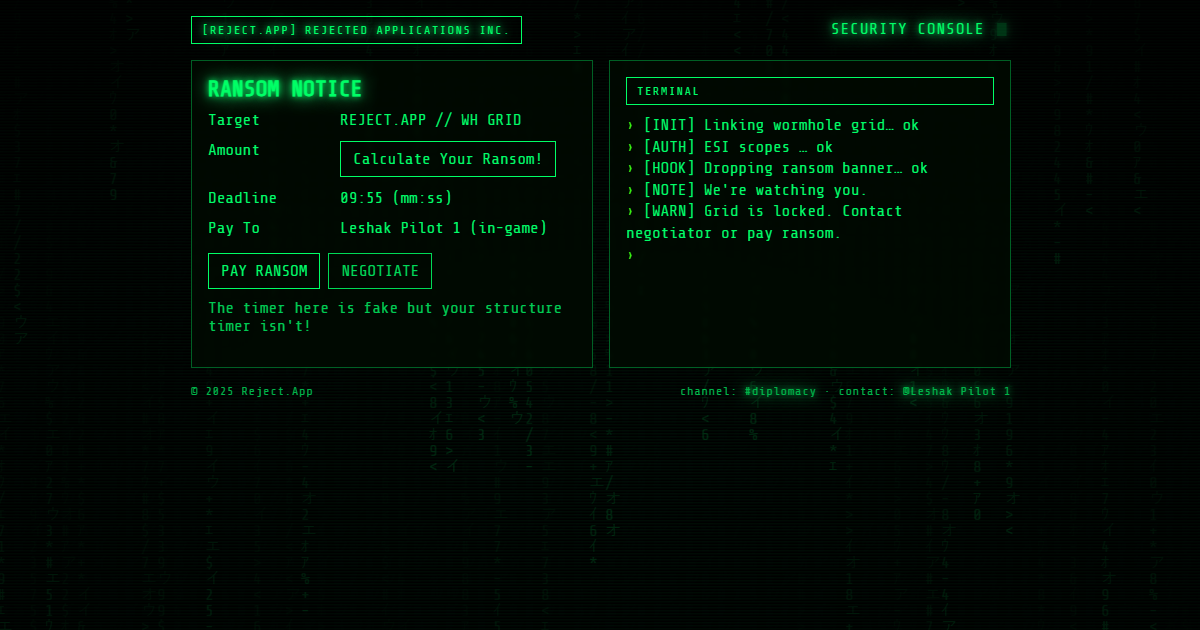 [REJECT.APP] REJECTED APPLICATIONS INC.
SECURITY CONSOLE
RANSOM NOTICE
Target REJECT.APP // WH GRID
Amount Calculate Your Ransom!
Deadline 09:55 (mm:ss)
Pay To Leshak Pilot 1 (in-game)
PAY RANSOM NEGOTIATE
The timer here is fake but your structure
timer isn't!
TERMINAL
› [INIT] Linking wormhole grid… ok
› [AUTH] ESI scopes … ok
› [HOOK] Dropping ransom banner… ok
› [NOTE] We're watching you.
› [WARN] Grid is locked. Contact
negotiator or pay ransom.
›
© 2025 Reject.App
channel: #diplomacy · contact: @Leshak Pilot 1